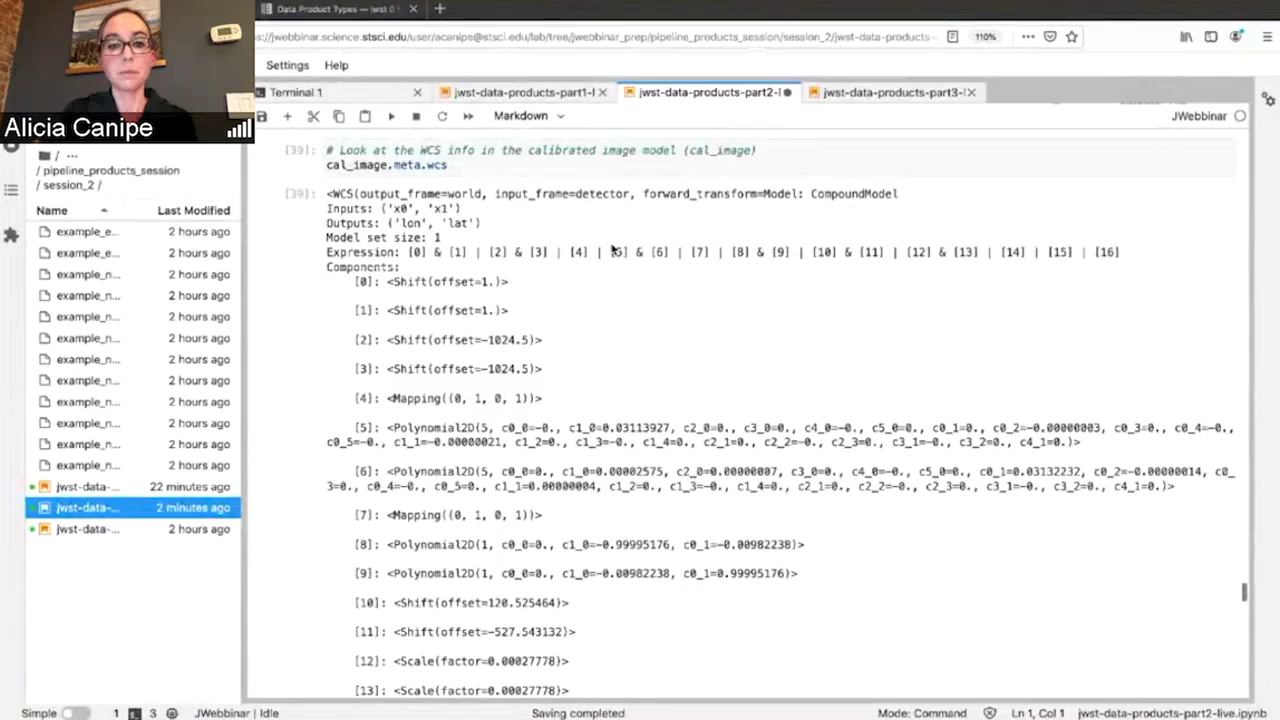 Data Product Types — jwst 0.
s://jwebbinar.science.stsci.edu/user/acanipe@stsci.edu/lab/tree/jwebbinar_prep/pipeline_products_session/session_2/jwst-data-products-
110%
Settings Help
Terminal 1
jwst-data-products-part1-l
jwst-data-products-part2-l
jwst-data-products-part3-l
Markdown
JWebbinar
Alicia Canipe
/ ...
/ pipeline_products_session
/ session_2 /
Name Last Modified
example_e... 2 hours ago
example_n... 2 hours ago
example_n... 2 hours ago
example_n... 2 hours ago
example_n... 2 hours ago
example_n... 2 hours ago
example_n... 2 hours ago
example_n... 2 hours ago
example_n... 2 hours ago
example_n... 2 hours ago
example_n... 2 hours ago
example_n... 2 hours ago
jwst-data-... 22 minutes ago
jwst-data-... 2 minutes ago
jwst-data-... 2 hours ago
[39]: # Look at the WCS info in the calibrated image model (cal_image)
cal_image.meta.wcs
[39]: <WCS(output_frame=world, input_frame=detector, forward_transform=Model: CompoundModel
Inputs: ('x0', 'x1')
Outputs: ('lon', 'lat')
Model set size: 1
Expression: [0] & [1] | [2] & [3] | [4] | [5] & [6] | [7] | [8] & [9] | [10] & [11] | [12] & [13] | [14] | [15] | [16]
Components:
[0]: <Shift(offset=1.)>
[1]: <Shift(offset=1.)>
[2]: <Shift(offset=-1024.5)>
[3]: <Shift(offset=-1024.5)>
[4]: <Mapping((0, 1, 0, 1))>
[5]: <Polynomial2D(5, c0_0=-0., c1_0=0.03113927, c2_0=0., c3_0=0., c4_0=-0., c5_0=0., c0_1=0., c0_2=-0.00000003, c0_3=0., c0_4=-0.,
c0_5=-0., c1_1=-0.00000021, c1_2=0., c1_3=-0., c1_4=0., c2_1=0., c2_2=-0., c2_3=0., c3_1=-0., c3_2=0., c4_1=0.)>
[6]: <Polynomial2D(5, c0_0=0., c1_0=0.00002575, c2_0=0.00000007, c3_0=0., c4_0=-0., c5_0=0., c0_1=0.03132232, c0_2=-0.00000014, c0_
3=0., c0_4=-0., c0_5=0., c1_1=0.00000004, c1_2=0., c1_3=-0., c1_4=0., c2_1=0., c2_2=-0., c2_3=0., c3_1=-0., c3_2=0., c4_1=0.)>
[7]: <Mapping((0, 1, 0, 1))>
[8]: <Polynomial2D(1, c0_0=0., c1_0=-0.99995176, c0_1=-0.00982238)>
[9]: <Polynomial2D(1, c0_0=0., c1_0=-0.00982238, c0_1=0.99995176)>
[10]: <Shift(offset=120.525464)>
[11]: <Shift(offset=-527.543132)>
[12]: <Scale(factor=0.00027778)>
[13]: <Scale(factor=0.00027778)>
Simple 1 3 JWebbinar | Idle Saving completed Mode: Command Ln 1, Col 1 jwst-data-products-part2-live.ipynb